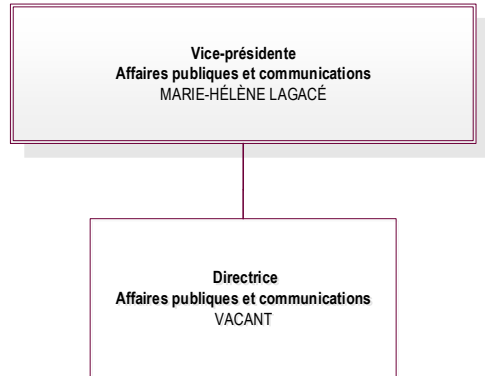 Vice-présidente
Affaires publiques et communications
MARIE-HÉLÈNE LAGACÉ
Directrice
Affaires publiques et communications
VACANT